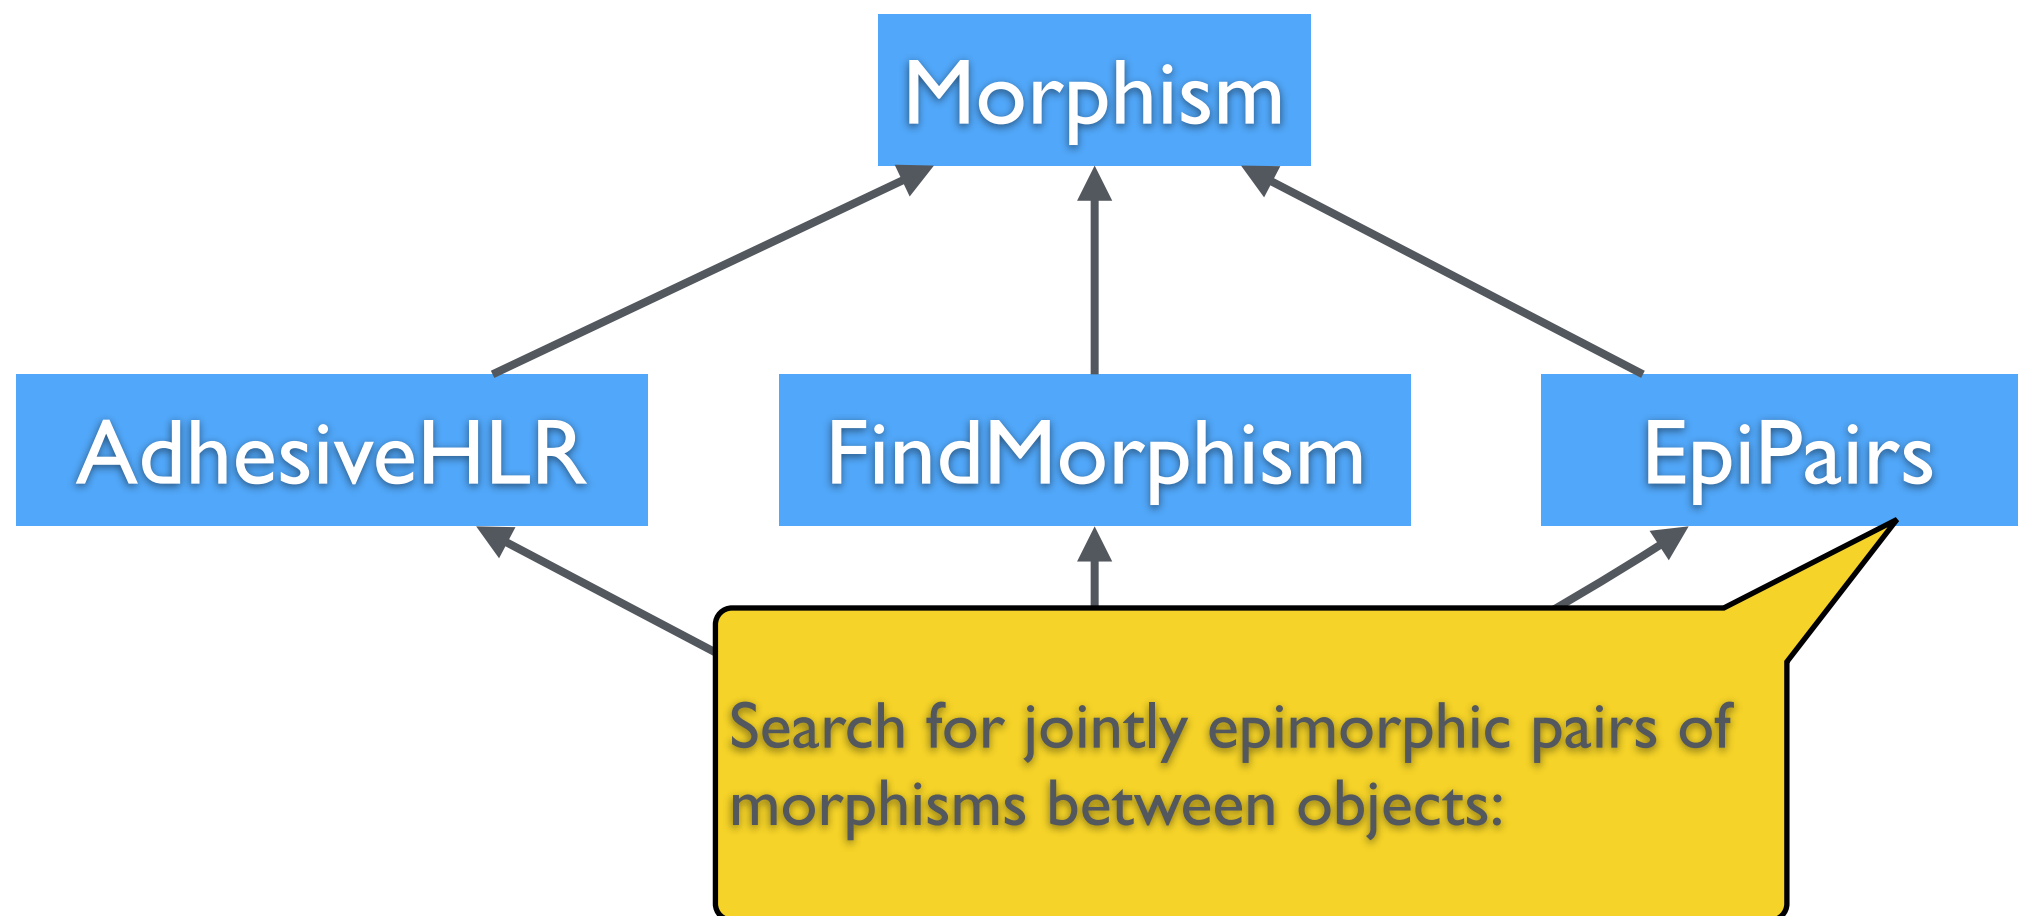 Morphism
AdhesiveHLR
FindMorphism
EpiPairs
Search for jointly epimorphic pairs of
morphisms between objects: